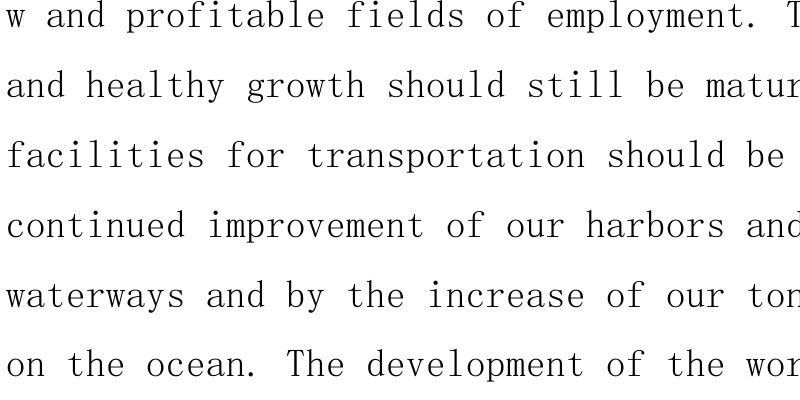 w and profitable fields of employment. T
and healthy growth should still be matur
facilities for transportation should be
continued improvement of our harbors and
waterways and by the increase of our ton
on the ocean. The development of the wor